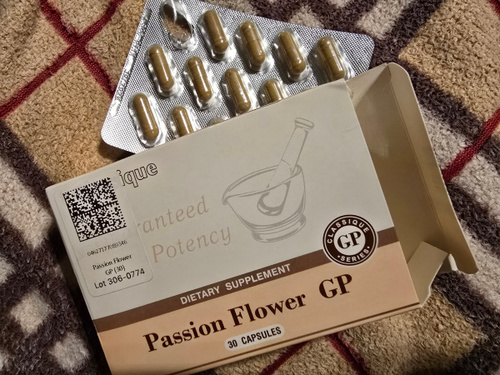 ique
ranteed
Potency
Passion Flower
GP (30)
Lot 306-0774
CLASSIQUE
GP
SERIES
DIETARY SUPPLEMENT
Passion Flower GP
30 CAPSULES